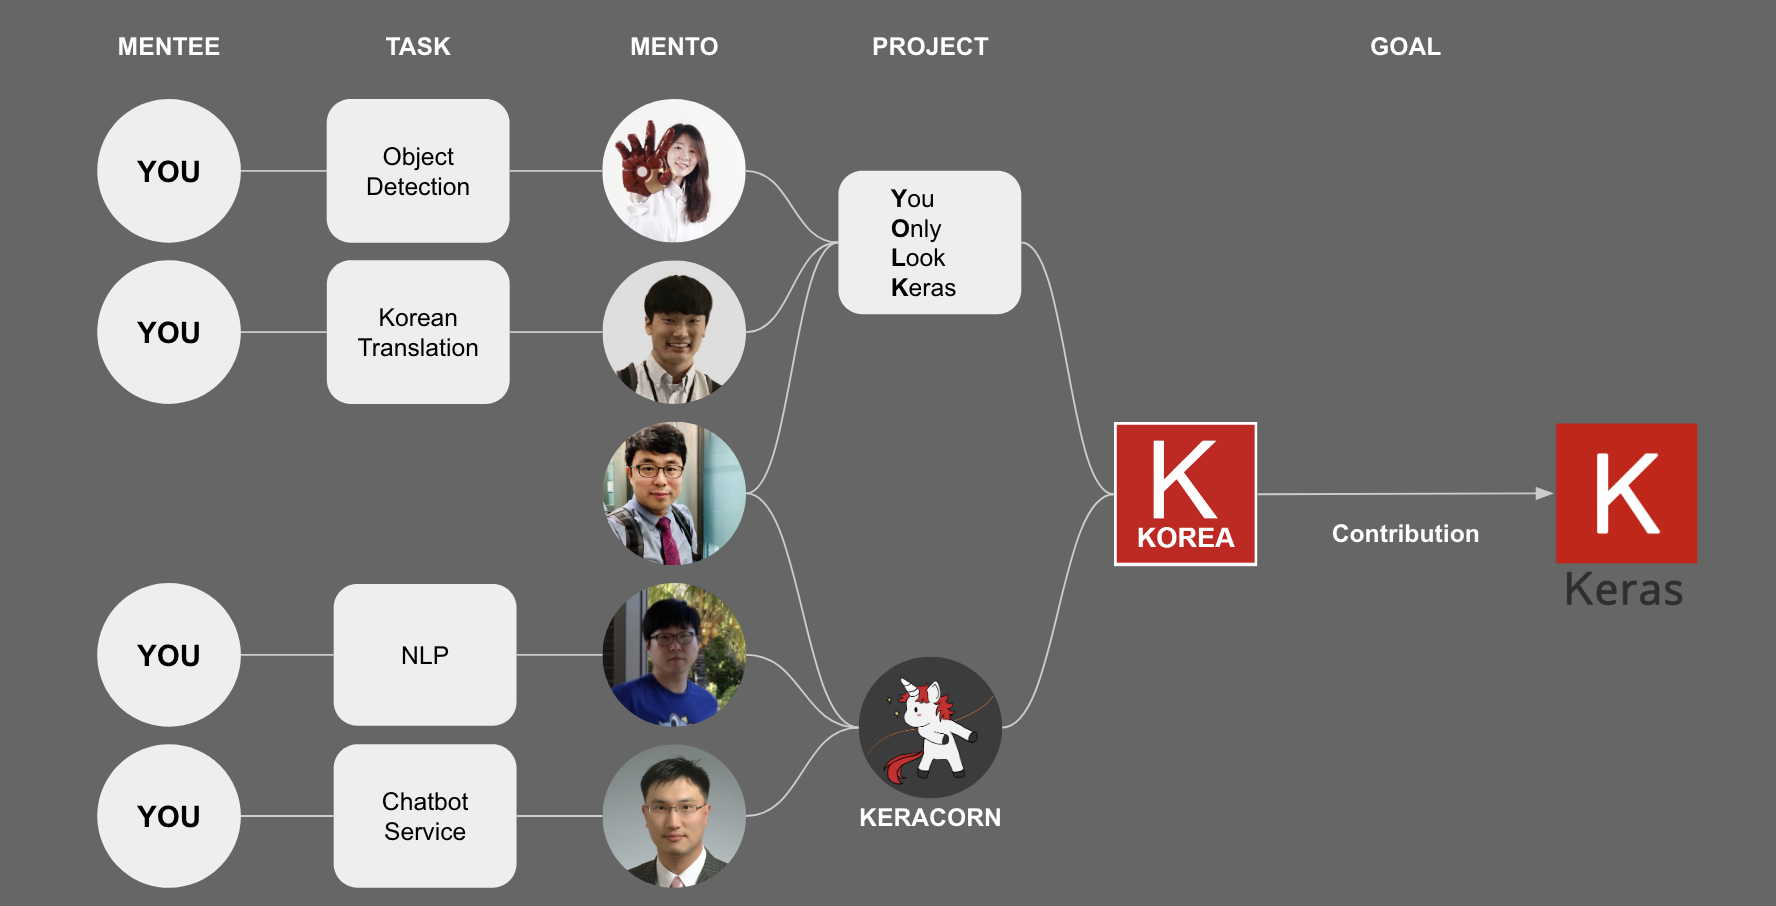 MENTEE
TASK
MENTO
PROJECT
GOAL
YOU
Object
Detection
You
Only
Look
Keras
YOU
Korean
Translation
K
KOREA
Contribution
K
Keras
YOU
NLP
KERACORN
YOU
Chatbot
Service